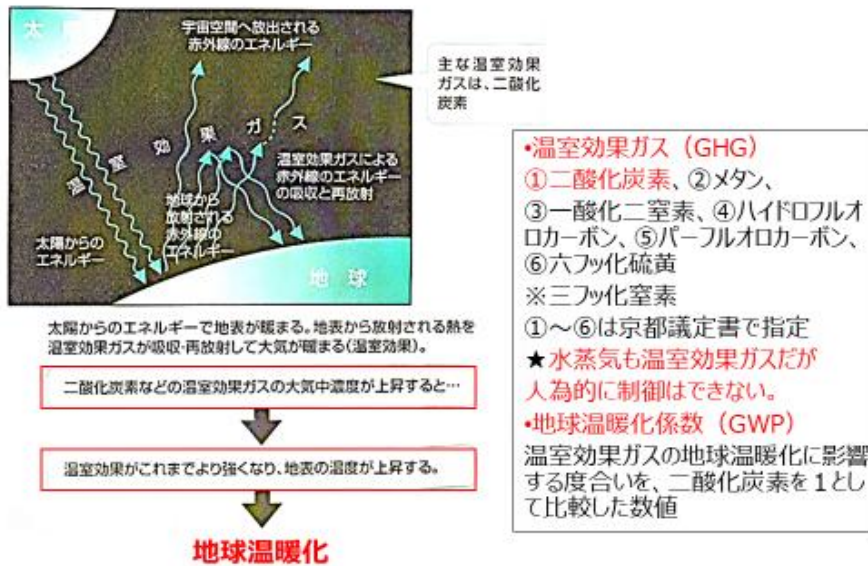 太
宇宙空間へ放出される
赤外線のエネルギー
主な温室効果
ガスは、二酸化
炭素
温室効果ガス
温室効果ガスによる
赤外線のエネルギー
の吸収と再放射
地球から
放射される
赤外線の
エネルギー
太陽からの
エネルギー
地球
太陽からのエネルギーで地表が暖まる。地表から放射される熱を
温室効果ガスが吸収・再放射して大気が暖まる(温室効果)。
二酸化炭素などの温室効果ガスの大気中濃度が上昇すると…
温室効果がこれまでより強くなり、地表の温度が上昇する。
地球温暖化
•温室効果ガス（GHG）
①二酸化炭素、②メタン、
③一酸化二窒素、④ハイドロフルオ
ロカーボン、⑤パーフルオロカーボン、
⑥六フッ化硫黄
※三フッ化窒素
①～⑥は京都議定書で指定
★水蒸気も温室効果ガスだが
人為的に制御はできない。
•地球温暖化係数（GWP）
温室効果ガスの地球温暖化に影響
する度合いを、二酸化炭素を１とし
て比較した数値